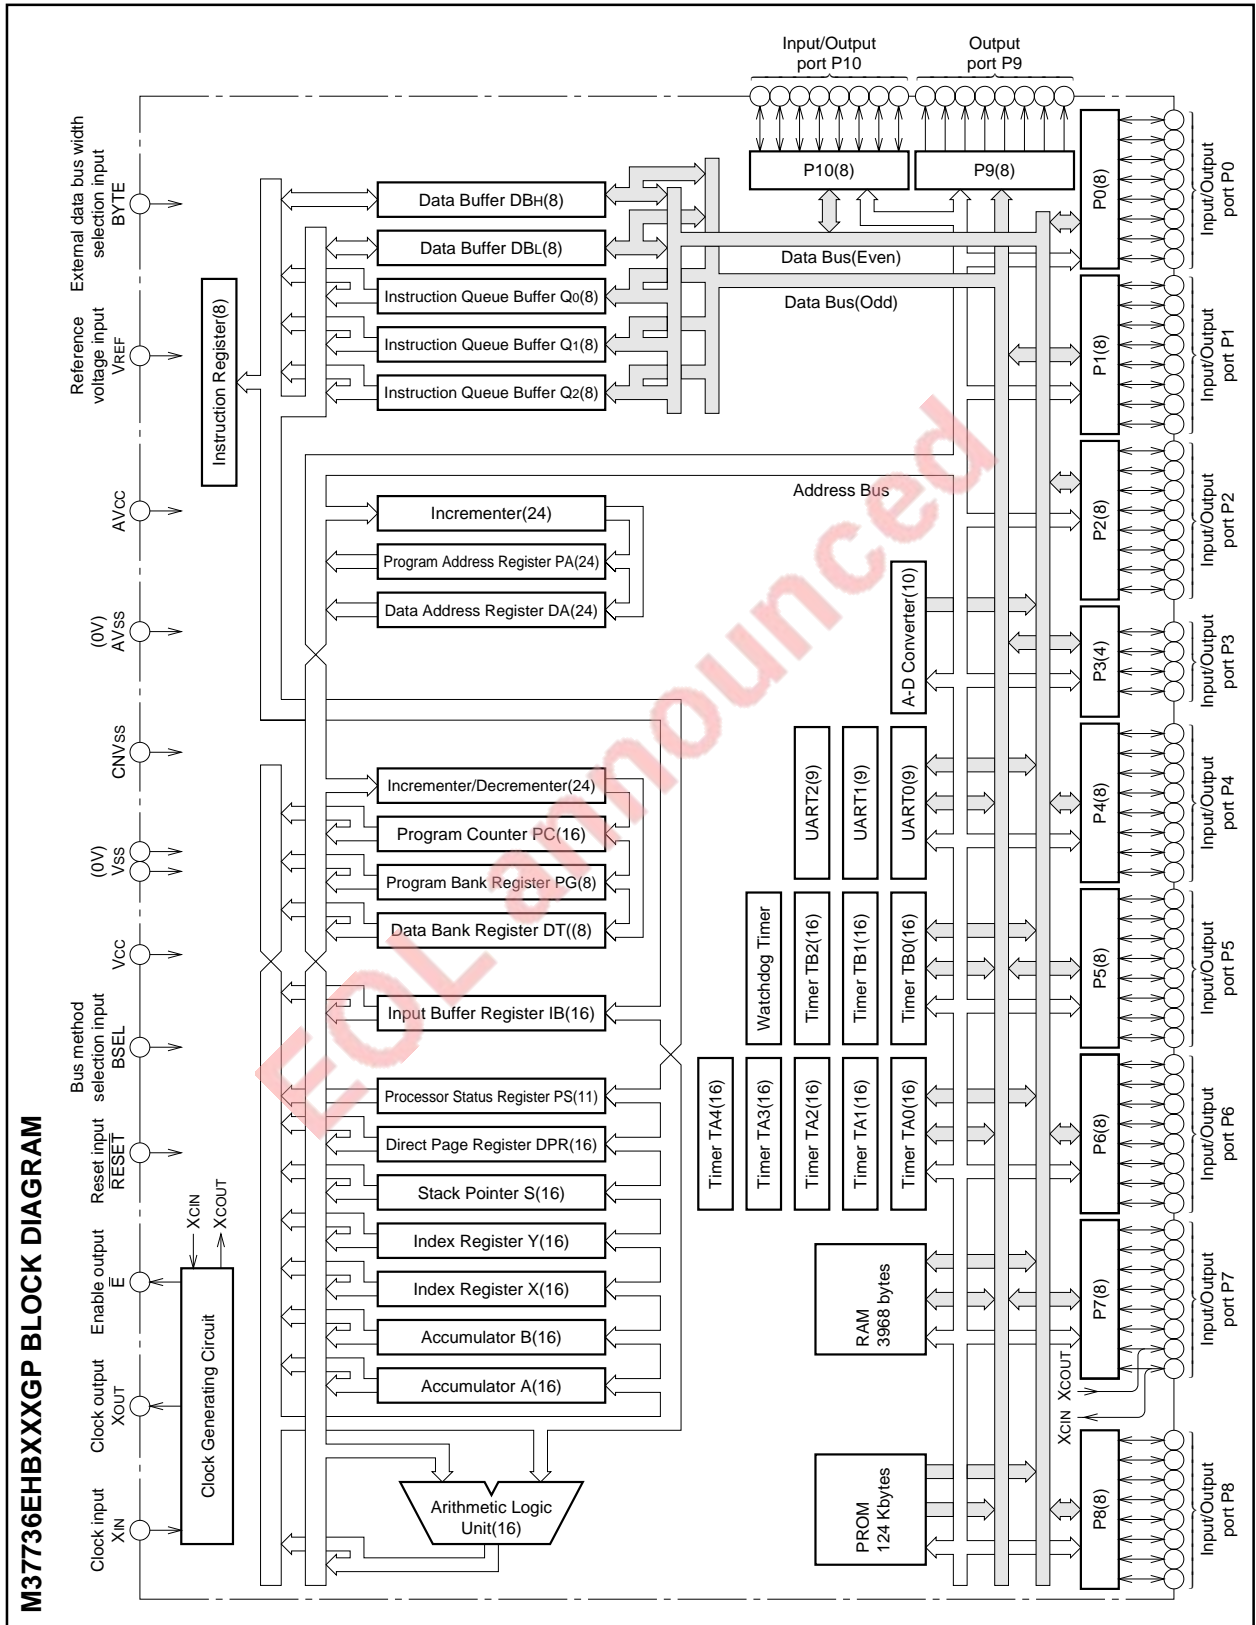 M37736EHBXXXGP BLOCK DIAGRAM
Input/Output
port P10
Output
port P9
P10(8)
P9(8)
External data bus width
selection input
BYTE
Reference
voltage input
VREF
AVCC
(0V)
AVSS
CNVSS
(0V)
VSS
VCC
Bus method
selection input
BSEL
Reset input
RESET
Enable output
E
Clock output
XOUT
Clock input
XIN
Instruction Register(8)
Clock Generating Circuit
XCIN
XCOUT
Data Buffer DBH(8)
Data Buffer DBL(8)
Instruction Queue Buffer Q0(8)
Instruction Queue Buffer Q1(8)
Instruction Queue Buffer Q2(8)
Incrementer(24)
Program Address Register PA(24)
Data Address Register DA(24)
Incrementer/Decrementer(24)
Program Counter PC(16)
Program Bank Register PG(8)
Data Bank Register DT((8)
Input Buffer Register IB(16)
Processor Status Register PS(11)
Direct Page Register DPR(16)
Stack Pointer S(16)
Index Register Y(16)
Index Register X(16)
Accumulator B(16)
Accumulator A(16)
Arithmetic Logic
Unit(16)
Data Bus(Even)
Data Bus(Odd)
Address Bus
A-D Converter(10)
UART2(9)
UART1(9)
UART0(9)
Watchdog Timer
Timer TB2(16)
Timer TB1(16)
Timer TB0(16)
Timer TA4(16)
Timer TA3(16)
Timer TA2(16)
Timer TA1(16)
Timer TA0(16)
RAM
3968 bytes
PROM
124 Kbytes
P0(8)
Input/Output
port P0
P1(8)
Input/Output
port P1
P2(8)
Input/Output
port P2
P3(4)
Input/Output
port P3
P4(8)
Input/Output
port P4
P5(8)
Input/Output
port P5
P6(8)
Input/Output
port P6
P7(8)
Input/Output
port P7
XCOUT
XCIN
P8(8)
Input/Output
port P8
EOL announced